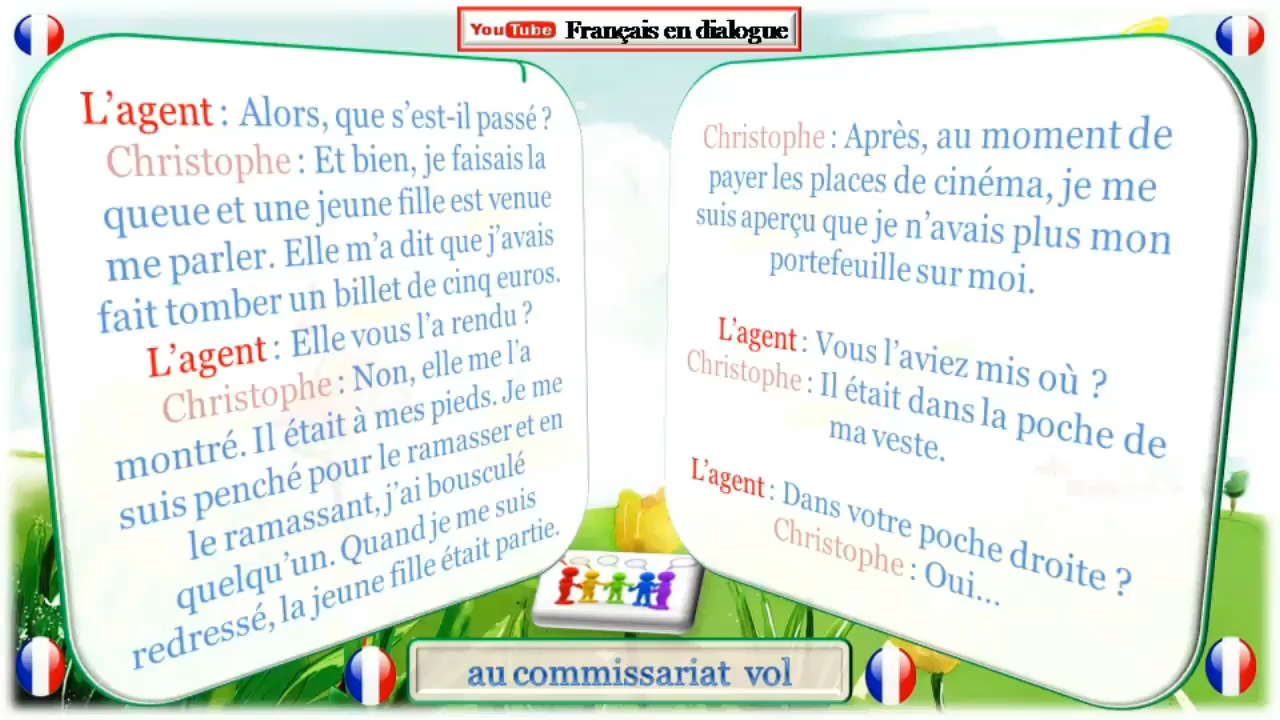 YouTube Français en dialogue
L’agent : Alors, que s’est-il passé ?
Christophe : Et bien, je faisais la
queue et une jeune fille est venue
me parler. Elle m’a dit que j’avais
fait tomber un billet de cinq euros.
L’agent : Elle vous l’a rendu ?
Christophe : Non, elle me l’a
montré. Il était à mes pieds. Je me
suis penché pour le ramasser et en
le ramassant, j’ai bousculé
quelqu’un. Quand je me suis
redressé, la jeune fille était partie.
Christophe : Après, au moment de
payer les places de cinéma, je me
suis aperçu que je n’avais plus mon
portefeuille sur moi.
L’agent : Vous l’aviez mis où ?
Christophe : Il était dans la poche de
ma veste.
L’agent : Dans votre poche droite ?
Christophe : Oui...
au commissariat vol